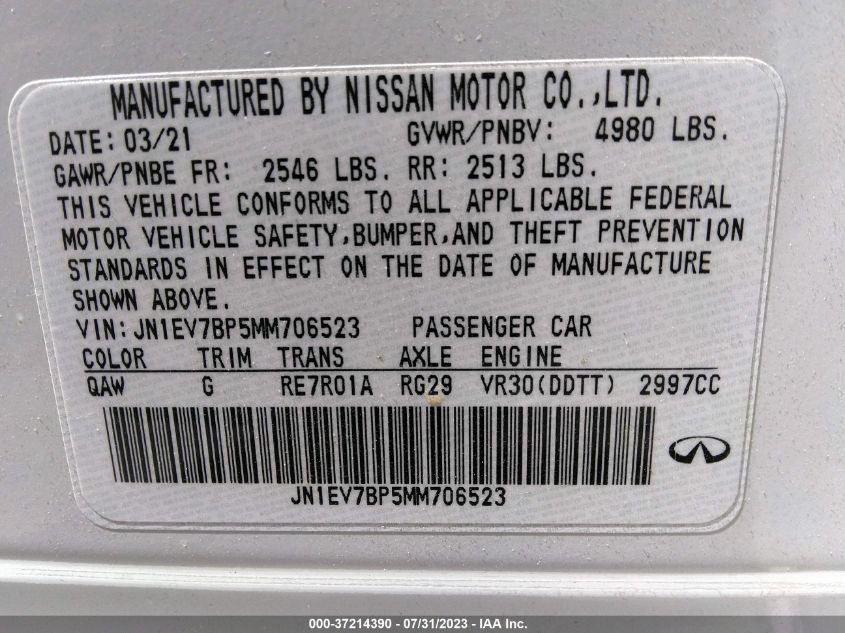 MANUFACTURED BY NISSAN MOTOR CO.,LTD.
DATE: 03/21 GVWR/PNBV: 4980 LBS.
GAWR/PNBE FR: 2546 LBS. RR: 2513 LBS.
THIS VEHICLE CONFORMS TO ALL APPLICABLE FEDERAL
MOTOR VEHICLE SAFETY,BUMPER,AND THEFT PREVENTION
STANDARDS IN EFFECT ON THE DATE OF MANUFACTURE
SHOWN ABOVE.
VIN:JN1EV7BP5MM706523 PASSENGER CAR
COLOR TRIM TRANS AXLE ENGINE
QAW G RE7R01A RG29 VR30(DDTT) 2997CC
JN1EV7BP5MM706523
000-37214390 - 07/31/2023 - IAA Inc.